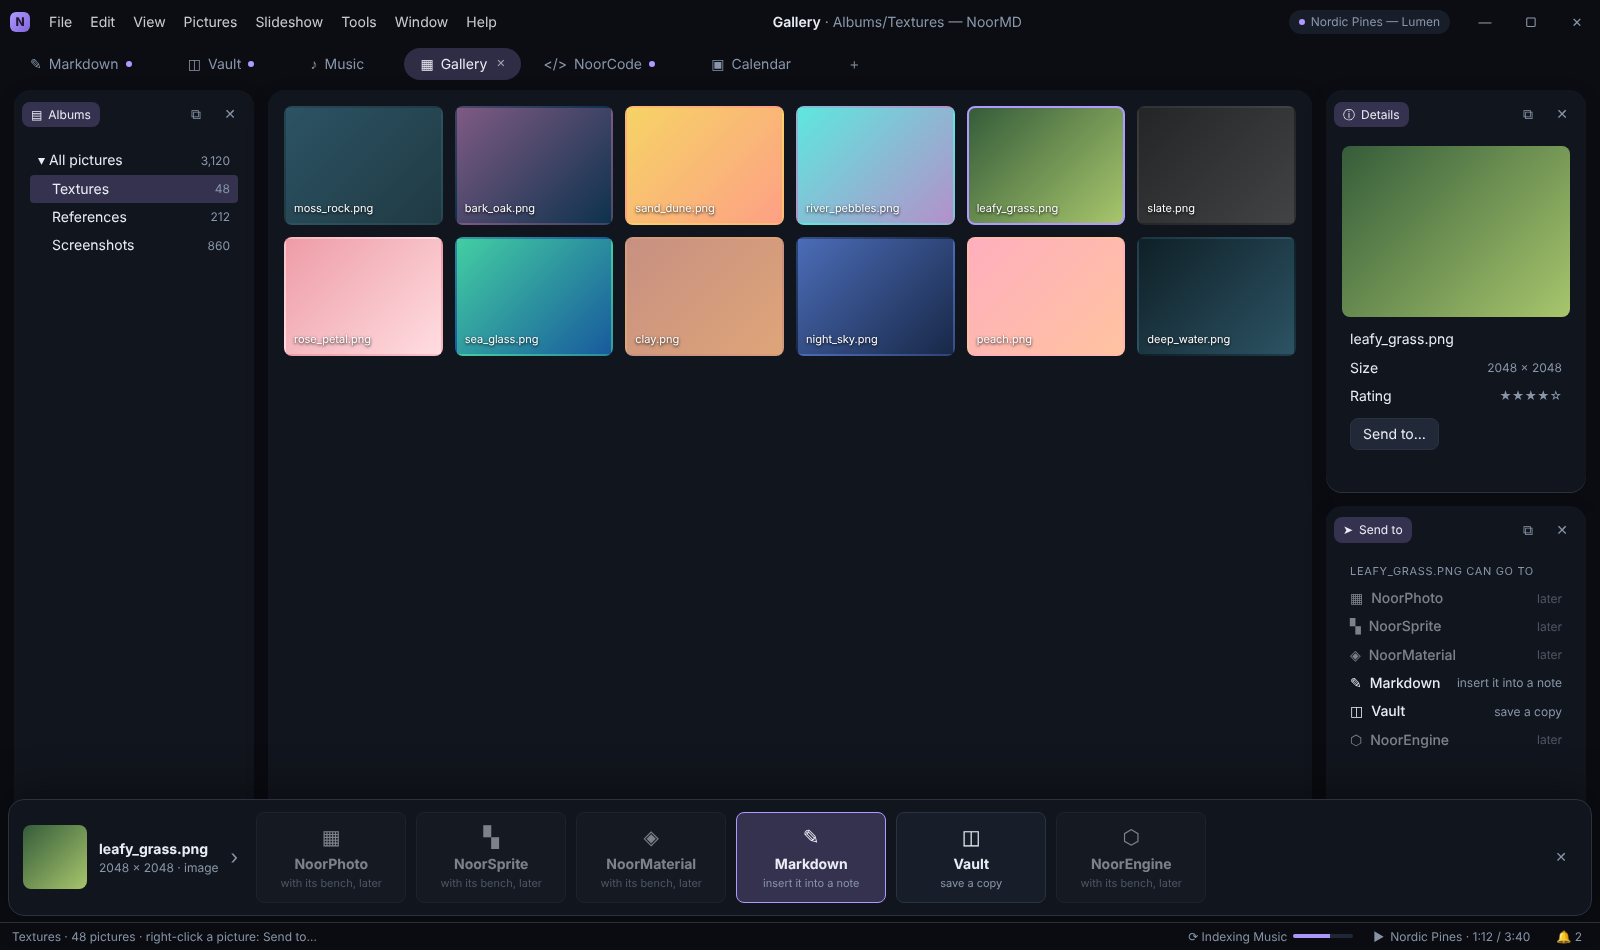 N File Edit View Pictures Slideshow Tools Window Help
Gallery · Albums/Textures — NoorMD
Nordic Pines — Lumen
Markdown Vault Music Gallery NoorCode Calendar +
Albums
All pictures 3,120
Textures 48
References 212
Screenshots 860
moss_rock.png bark_oak.png sand_dune.png river_pebbles.png leafy_grass.png slate.png
rose_petal.png sea_glass.png clay.png night_sky.png peach.png deep_water.png
Details
leafy_grass.png
Size 2048 × 2048
Rating ★★★★☆
Send to...
Send to
LEAFY_GRASS.PNG CAN GO TO
NoorPhoto later
NoorSprite later
NoorMaterial later
Markdown insert it into a note
Vault save a copy
NoorEngine later
leafy_grass.png
2048 × 2048 · image
NoorPhoto
with its bench, later
NoorSprite
with its bench, later
NoorMaterial
with its bench, later
Markdown
insert it into a note
Vault
save a copy
NoorEngine
with its bench, later
Textures · 48 pictures · right-click a picture: Send to...
Indexing Music
Nordic Pines · 1:12 / 3:40
2